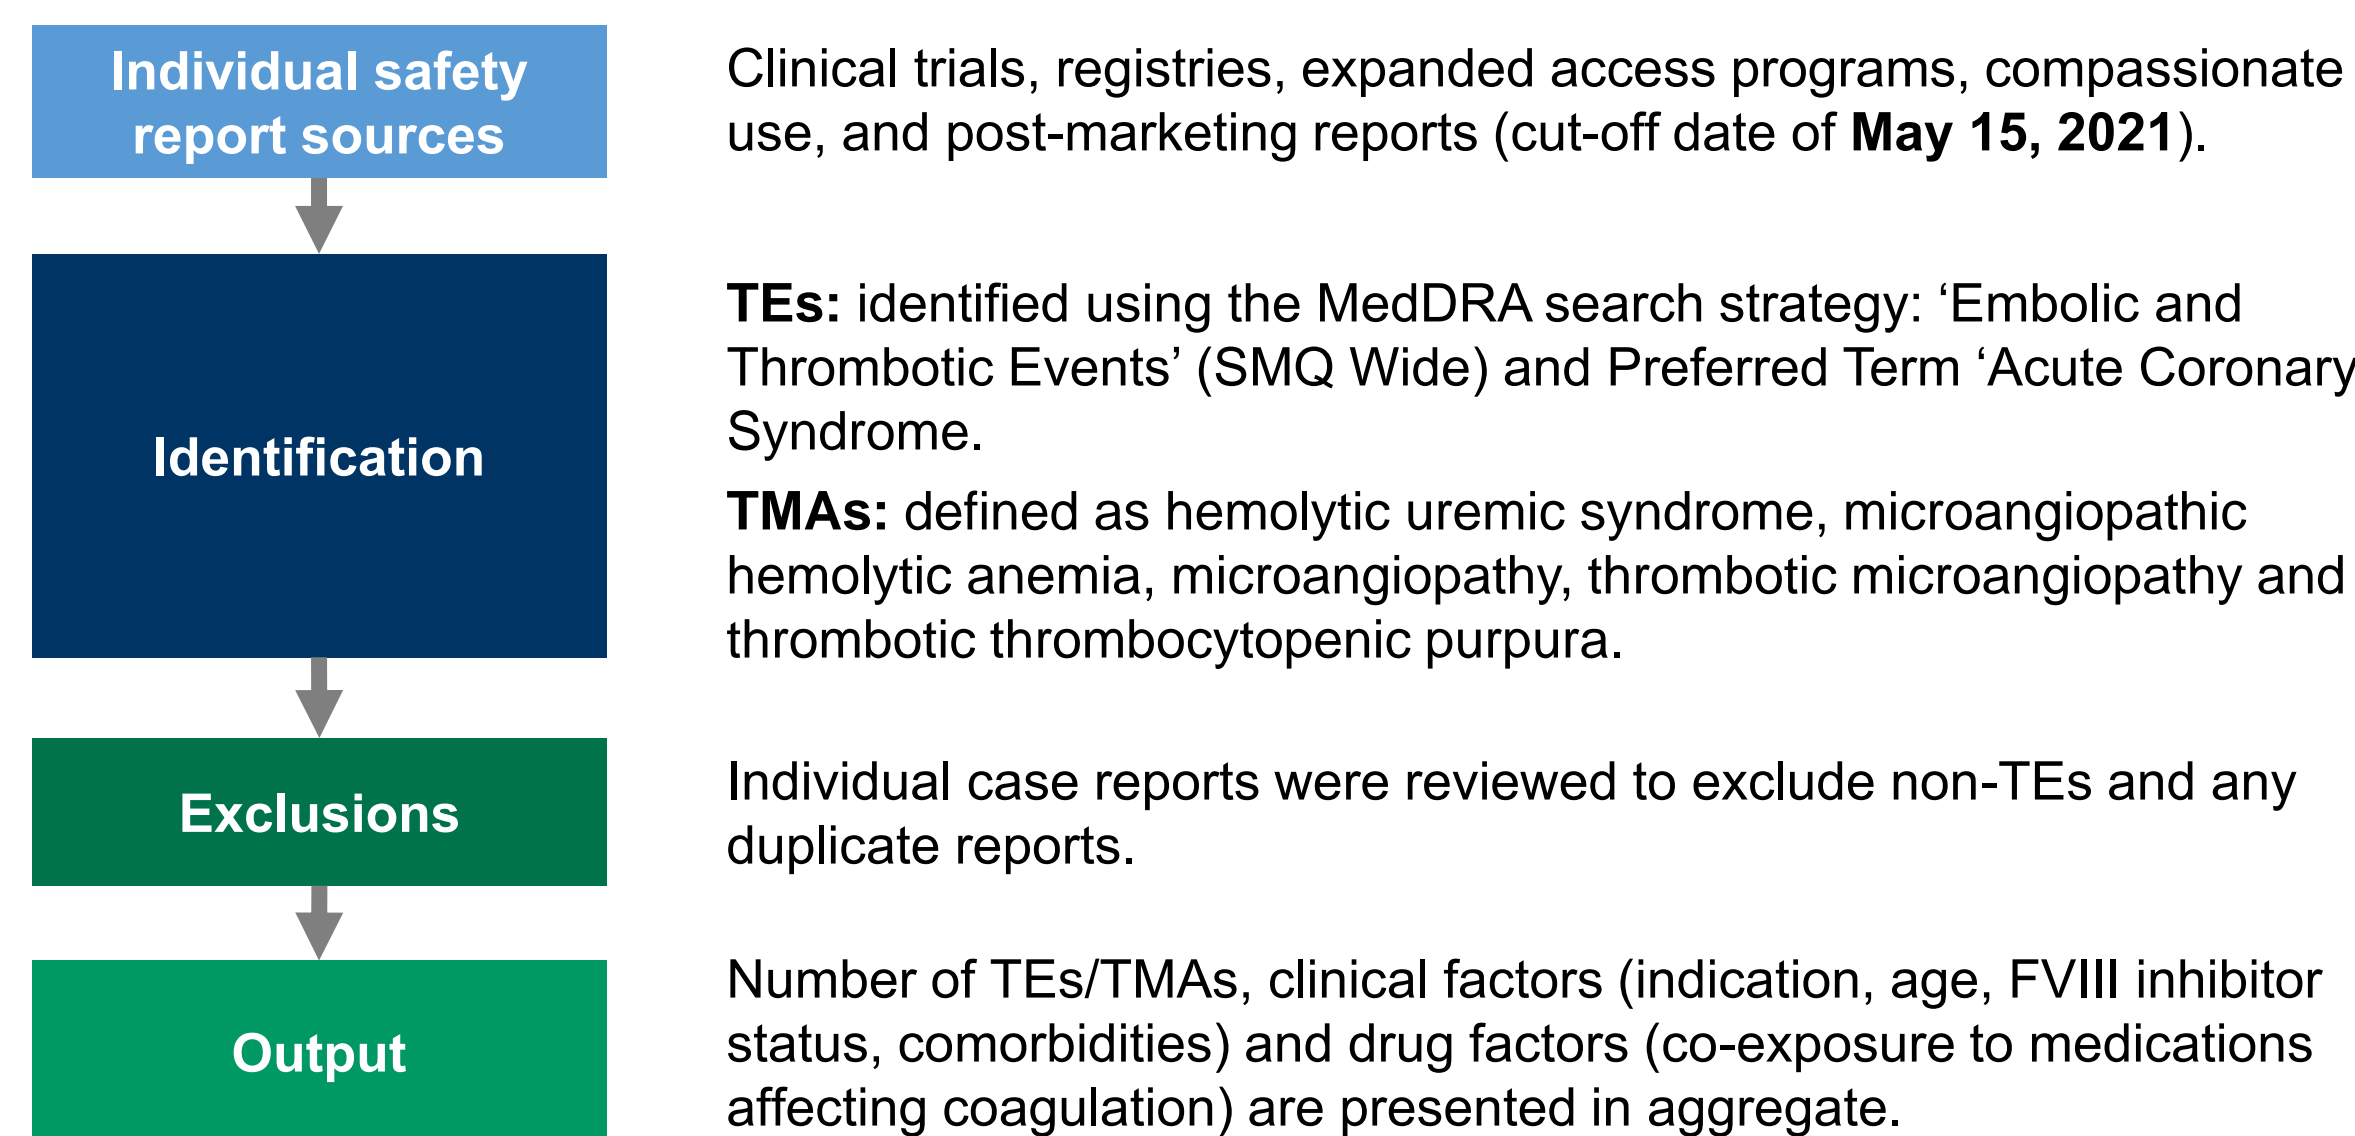 Individual safety
report sources
Clinical trials, registries, expanded access programs, compassionate
use, and post-marketing reports (cut-off date of May 15, 2021).
Identification
TEs: identified using the MedDRA search strategy: ‘Embolic and
Thrombotic Events’ (SMQ Wide) and Preferred Term ‘Acute Coronary
Syndrome.
TMAs: defined as hemolytic uremic syndrome, microangiopathic
hemolytic anemia, microangiopathy, thrombotic microangiopathy and
thrombotic thrombocytopenic purpura.
Exclusions
Individual case reports were reviewed to exclude non-TEs and any
duplicate reports.
Output
Number of TEs/TMAs, clinical factors (indication, age, FVIII inhibitor
status, comorbidities) and drug factors (co-exposure to medications
affecting coagulation) are presented in aggregate.